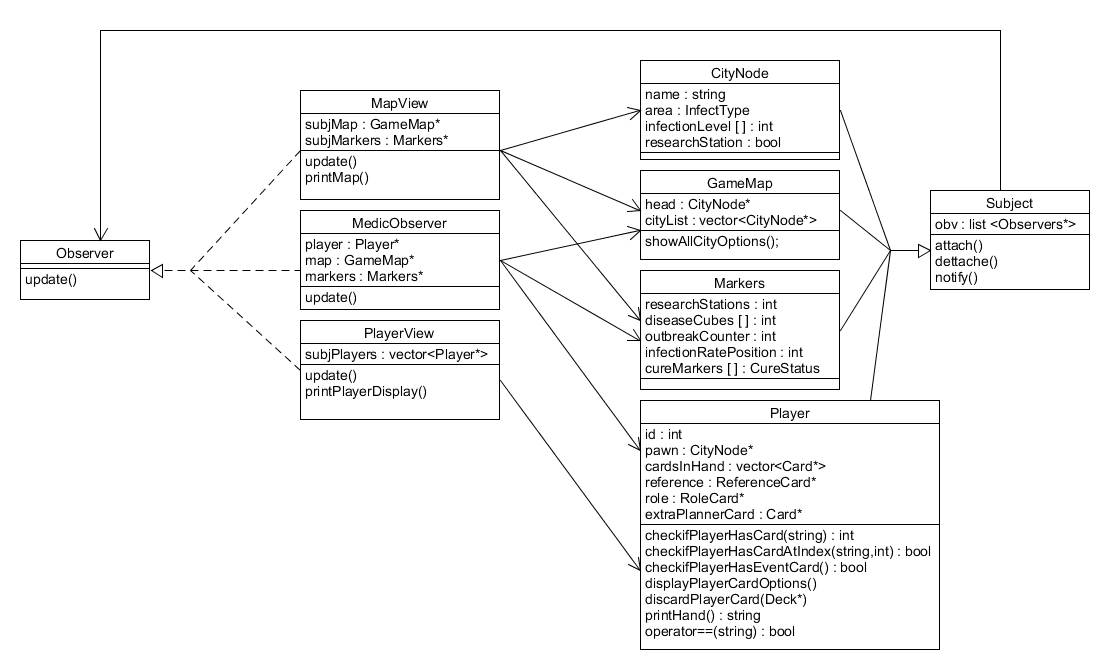 Observer
update()
MapView
subjMap : GameMap*
subjMarkers : Markers*
update()
printMap()
MedicObserver
player : Player*
map : GameMap*
markers : Markers*
update()
PlayerView
subjPlayers : vector<Player*>
update()
printPlayerDisplay()
CityNode
name : string
area : InfectType
infectionLevel [ ] : int
researchStation : bool
GameMap
head : CityNode*
cityList : vector<CityNode*>
showAllCityOptions();
Markers
researchStations : int
diseaseCubes [ ] : int
outbreakCounter : int
infectionRatePosition : int
cureMarkers [ ] : CureStatus
Player
id : int
pawn : CityNode*
cardsInHand : vector<Card*>
reference : ReferenceCard*
role : RoleCard*
extraPlannerCard : Card*
checkifPlayerHasCard(string) : int
checkifPlayerHasCardAtIndex(string,int) : bool
checkifPlayerHasEventCard() : bool
displayPlayerCardOptions()
discardPlayerCard(Deck*)
printHand() : string
operator==(string) : bool
Subject
obv : list <Observers*>
attach()
dettache()
notify()